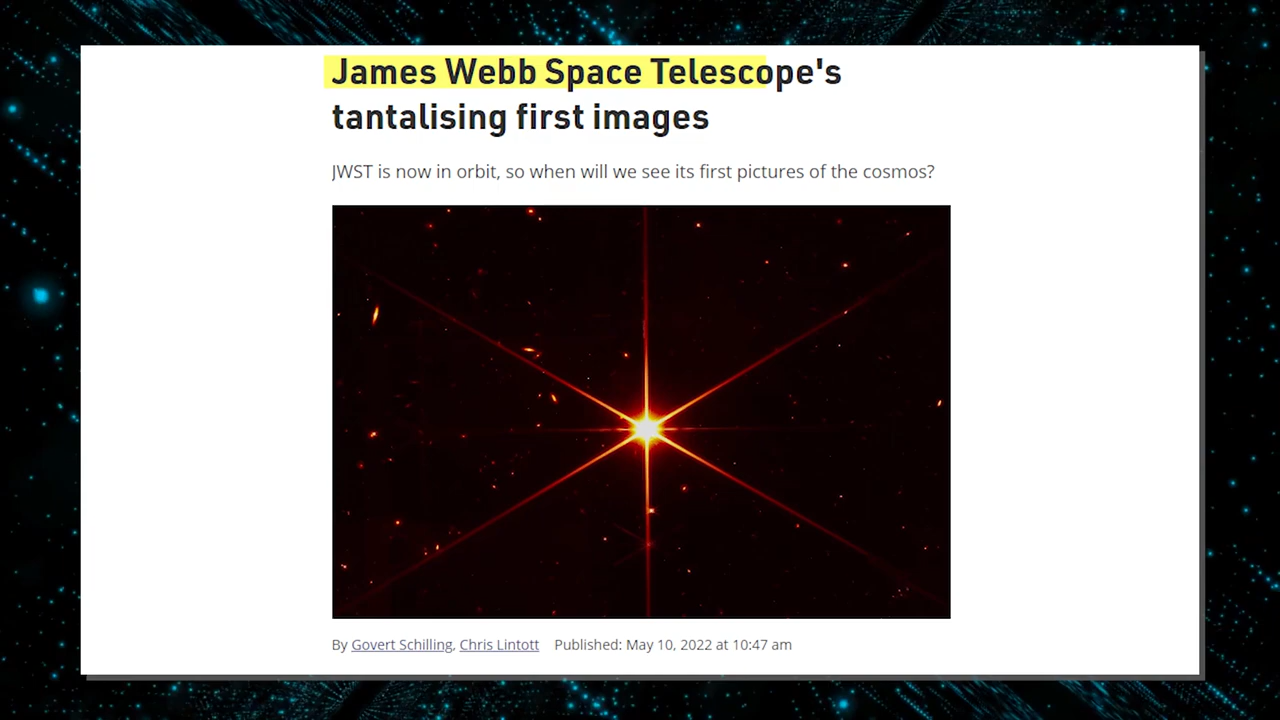 James Webb Space Telescope's
tantalising first images
JWST is now in orbit, so when will we see its first pictures of the cosmos?
By Govert Schilling, Chris Lintott Published: May 10, 2022 at 10:47 am